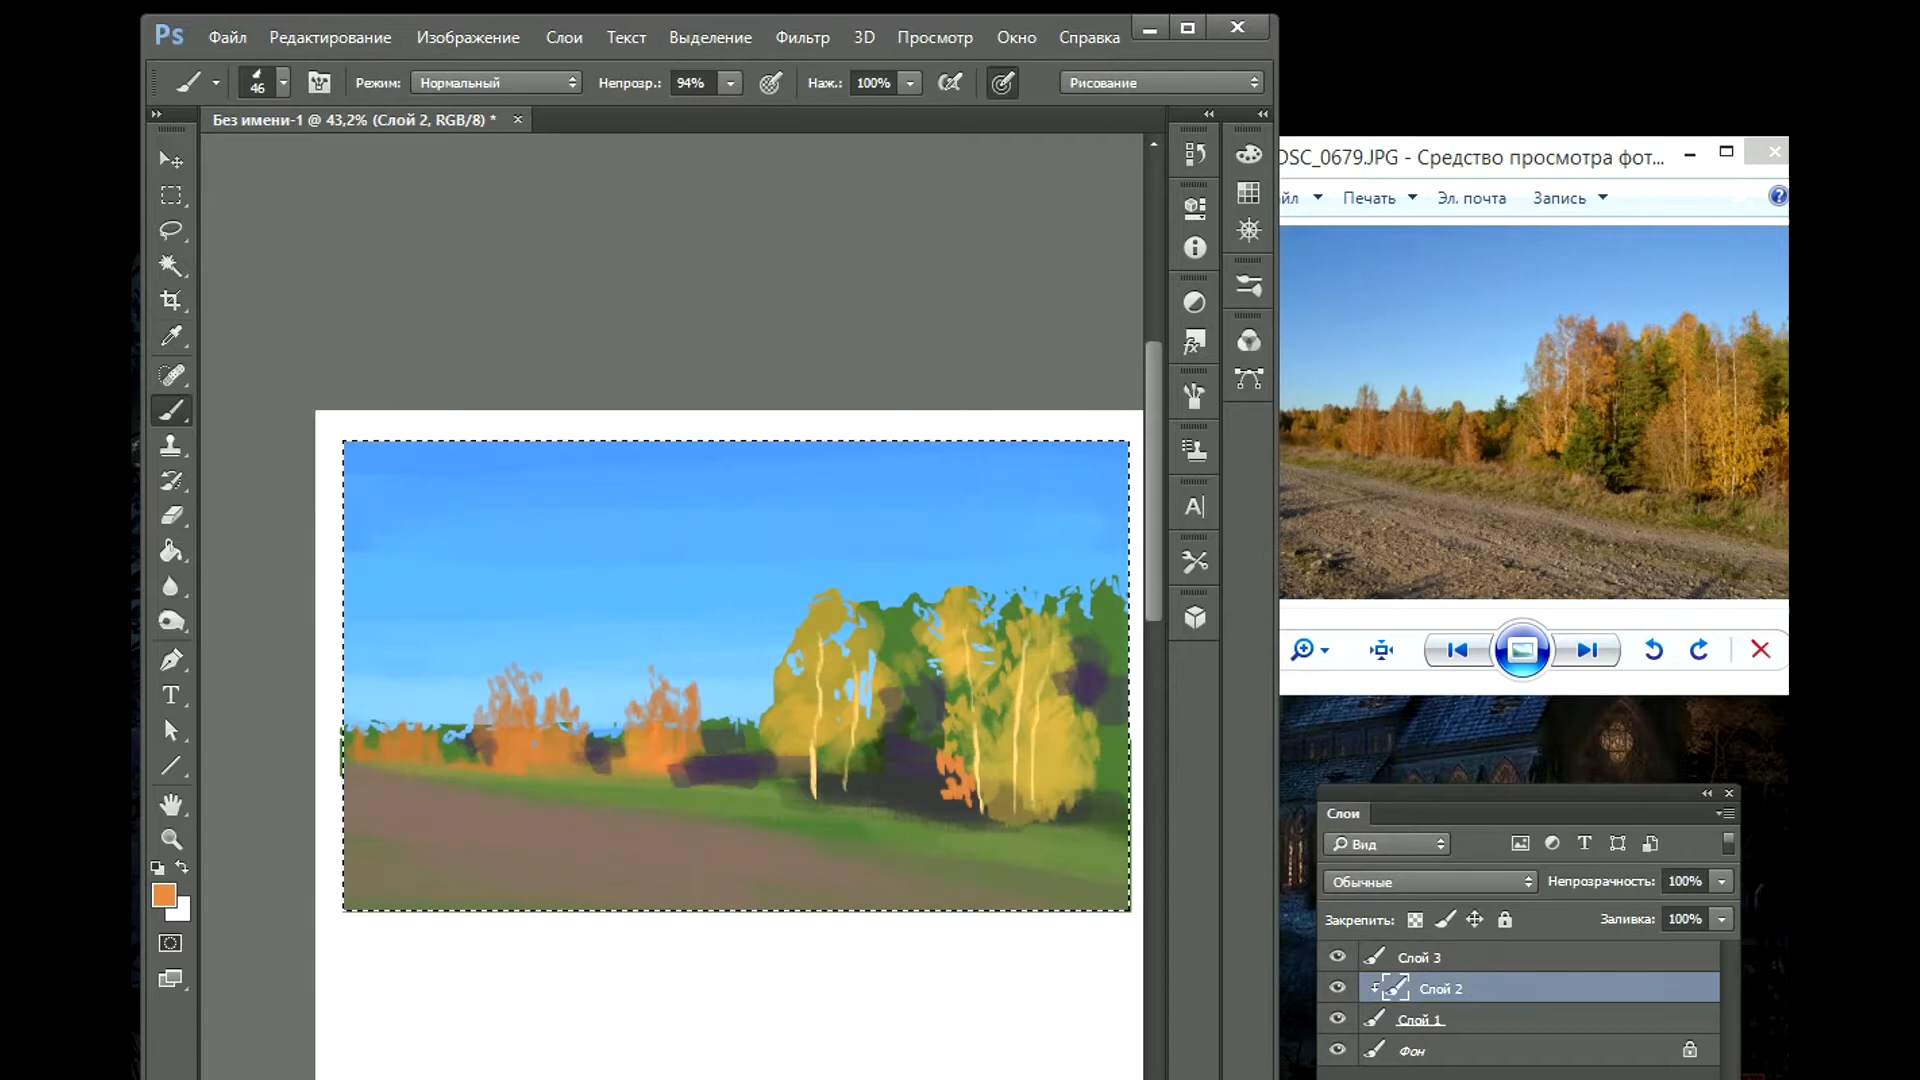 Ps Файл Редактирование Изображение Слои Текст Выделение Фильтр 3D Просмотр Окно Справка
46 Режим: Нормальный Непрозр.: 94% Наж.: 100% Рисование
Без имени-1 @ 43,2% (Слой 2, RGB/8) *
DSC_0679.JPG - Средство просмотра фот...
йл Печать Эл. почта Запись
Слои
Вид
Обычные Непрозрачность: 100%
Закрепить: Заливка: 100%
Слой 3
Слой 2
Слой 1
Фон